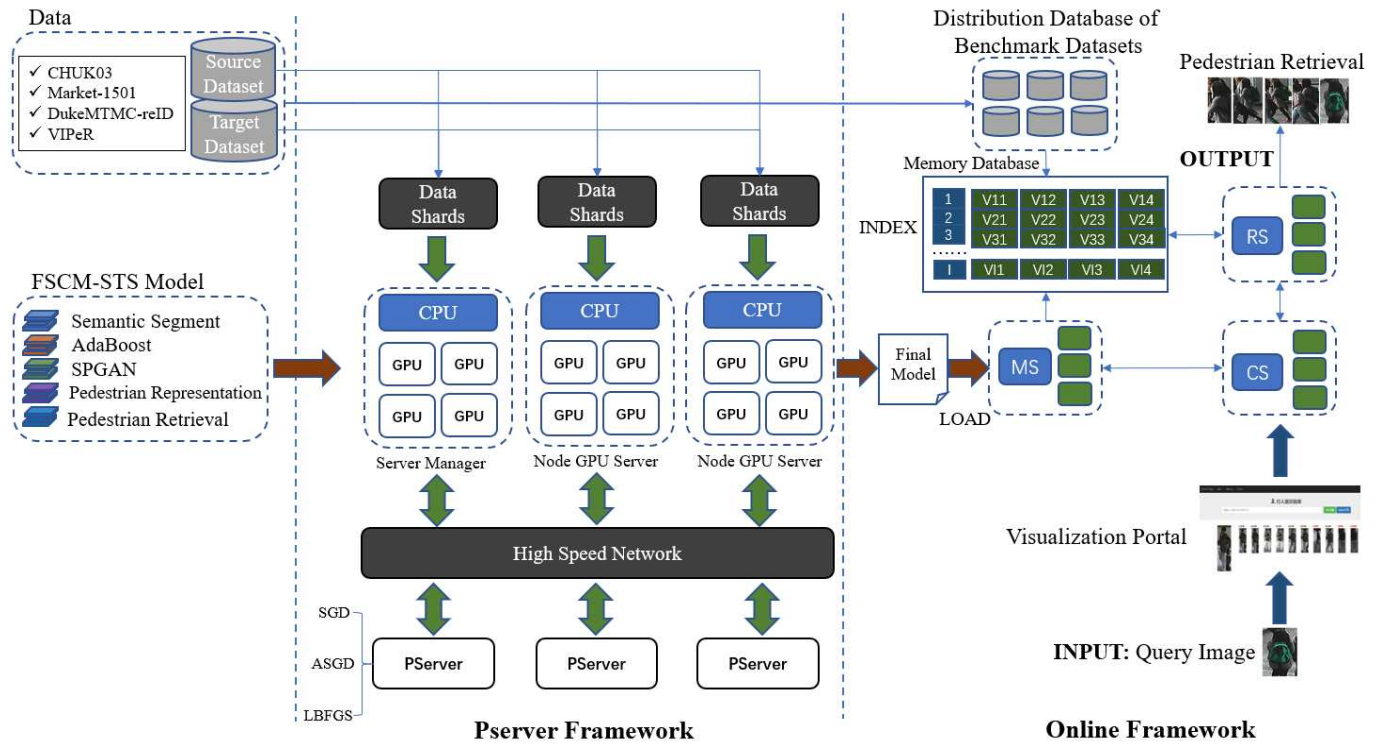 Data
✓ CHUK03
✓ Market-1501
✓ DukeMTMC-reID
✓ VIPeR
Source
Dataset
Target
Dataset
FSCM-STS Model
Semantic Segment
AdaBoost
SPGAN
Pedestrian Representation
Pedestrian Retrieval
Data
Shards
Data
Shards
Data
Shards
CPU
GPU GPU
GPU GPU
Server Manager
CPU
GPU GPU
GPU GPU
Node GPU Server
CPU
GPU GPU
GPU GPU
Node GPU Server
High Speed Network
SGD
ASGD
LBFGS
PServer
PServer
PServer
Pserver Framework
Distribution Database of
Benchmark Datasets
Memory Database
INDEX
1 V11 V12 V13 V14
2 V21 V22 V23 V24
3 V31 V32 V33 V34
......
I VI1 VI2 VI3 VI4
Final
Model
LOAD
MS
Pedestrian Retrieval
OUTPUT
RS
CS
Visualization Portal
INPUT: Query Image
Online Framework